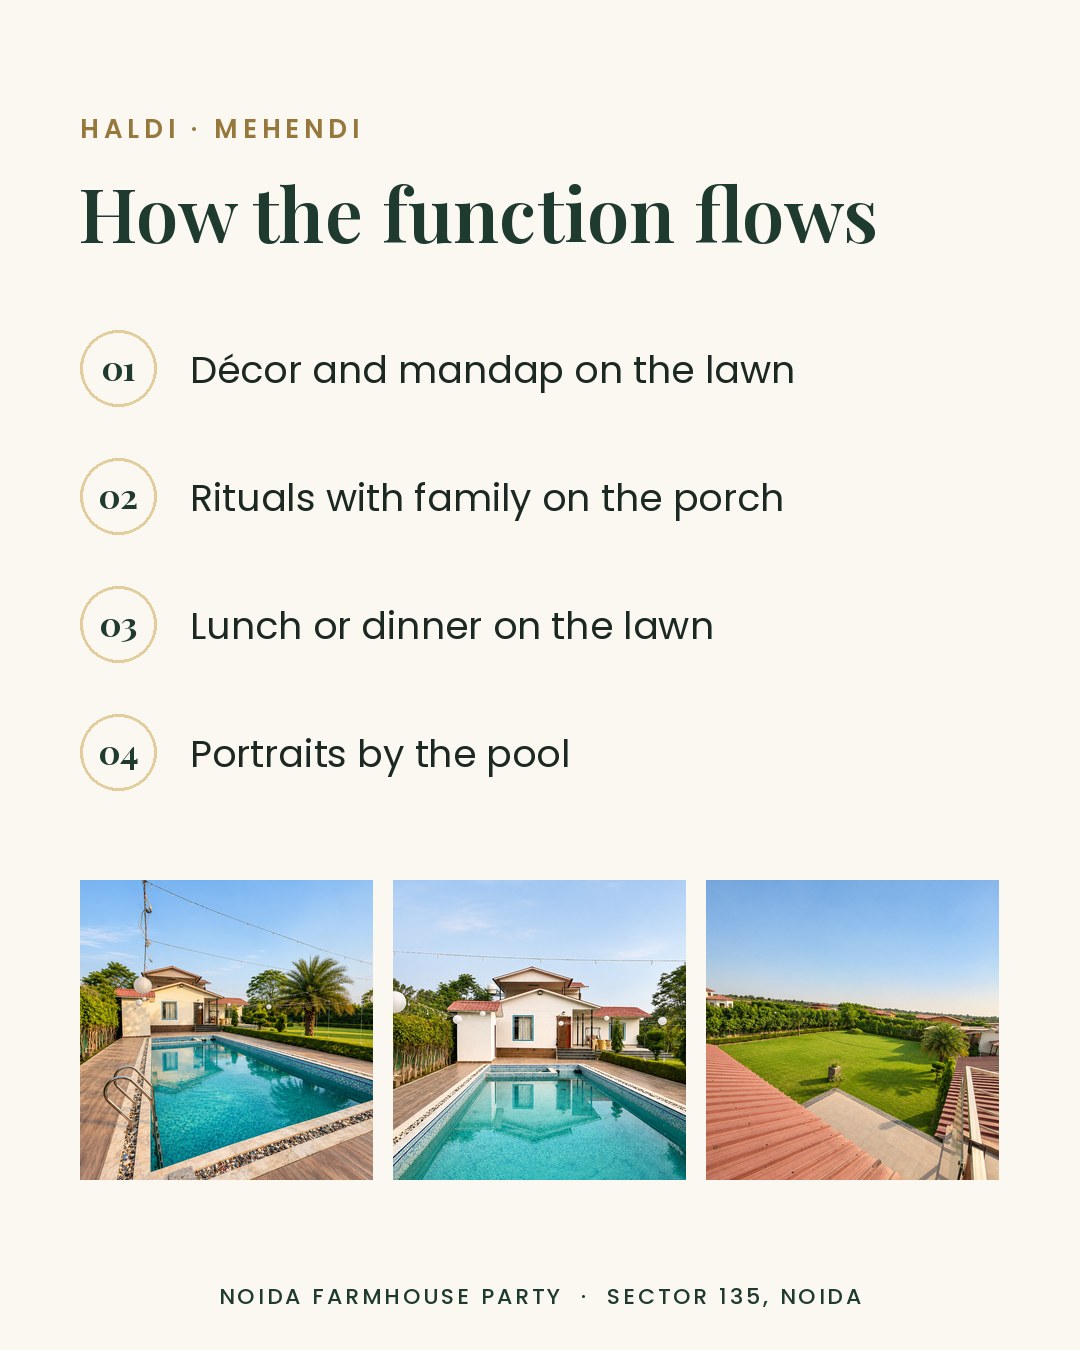 HALDI · MEHENDI
How the function flows
01 Décor and mandap on the lawn
02 Rituals with family on the porch
03 Lunch or dinner on the lawn
04 Portraits by the pool
NOIDA FARMHOUSE PARTY · SECTOR 135, NOIDA